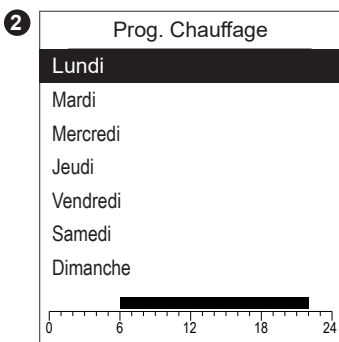 2
Prog. Chauffage
Lundi
Mardi
Mercredi
Jeudi
Vendredi
Samedi
Dimanche
0 6 12 18 24